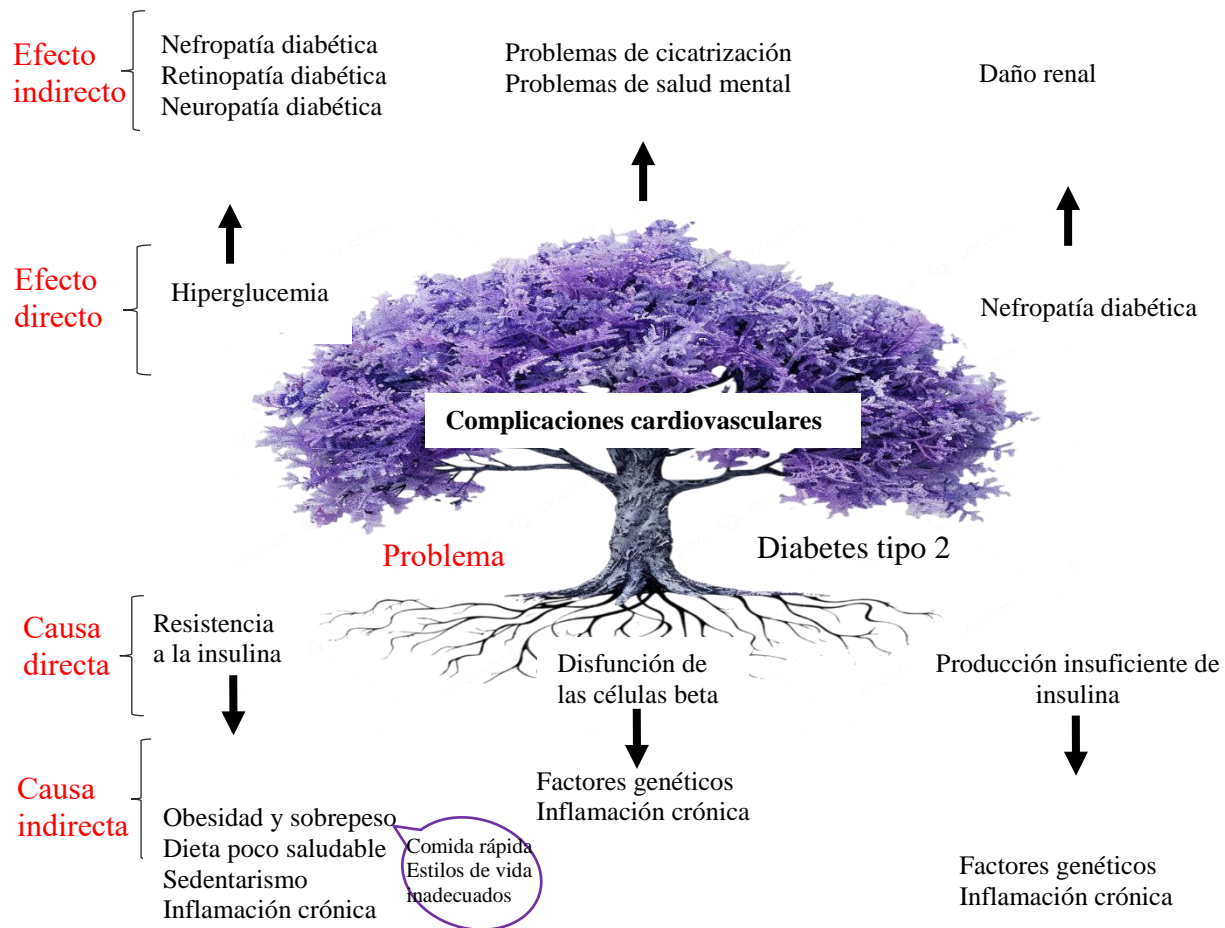 Efecto
indirecto
Nefropatía diabética
Retinopatía diabética
Neuropatía diabética
Problemas de cicatrización
Problemas de salud mental
Daño renal
Efecto
directo
Hiperglucemia
Nefropatía diabética
Complicaciones cardiovasculares
Problema
Diabetes tipo 2
Causa
directa
Resistencia
a la insulina
Disfunción de
las células beta
Producción insuficiente de
insulina
Causa
indirecta
Obesidad y sobrepeso
Dieta poco saludable
Sedentarismo
Inflamación crónica
Comida rápida
Estilos de vida
inadecuados
Factores genéticos
Inflamación crónica
Factores genéticos
Inflamación crónica